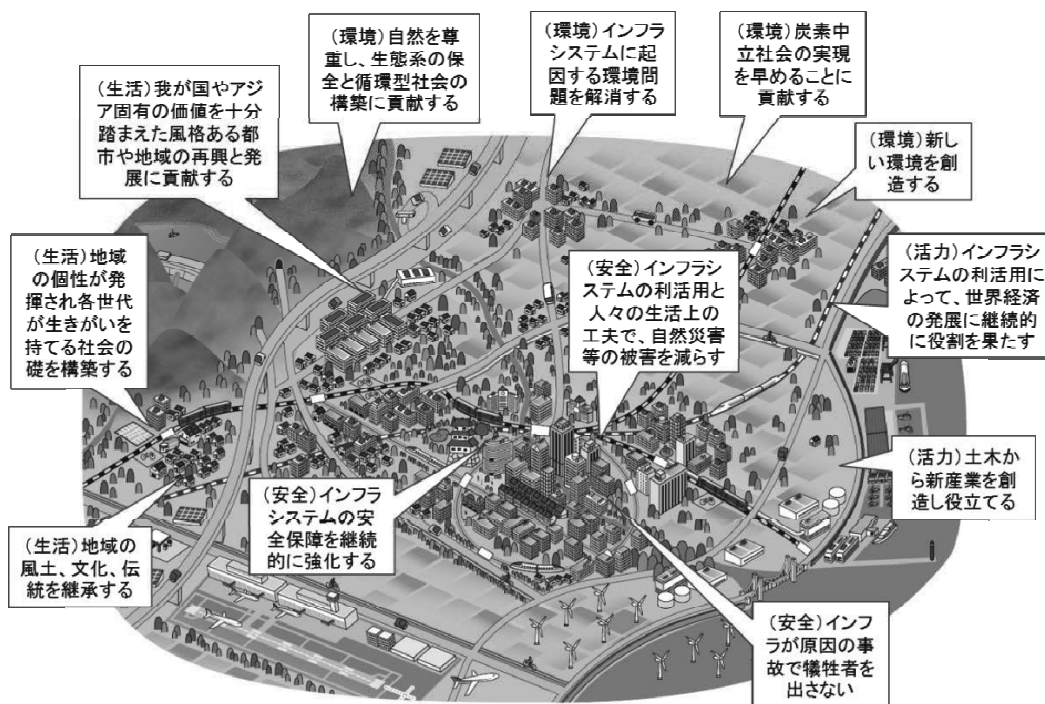 (環境)自然を尊
重し、生態系の保
全と循環型社会の
構築に貢献する
(環境)インフラ
システムに起
因する環境問
題を解消する
(環境)炭素中
立社会の実現
を早めることに
貢献する
(生活)我が国やアジ
ア固有の価値を十分
踏まえた風格ある都
市や地域の再興と発
展に貢献する
(環境)新し
い環境を創
造する
(生活)地域
の個性が発
揮され各世代
が生きがいを
持てる社会の
礎を構築する
(安全)インフラシ
ステムの利活用と
人々の生活上の
工夫で、自然災害
等の被害を減らす
(活力)インフラシ
ステムの利活用に
よって、世界経済
の発展に継続的
に役割を果たす
(活力)土木か
ら新産業を創
造し役立てる
(安全)インフラ
システムの安
全保障を継続
的に強化する
(生活)地域の
風土、文化、伝
統を継承する
(安全)インフ
ラが原因の事
故で犠牲者を
出さない